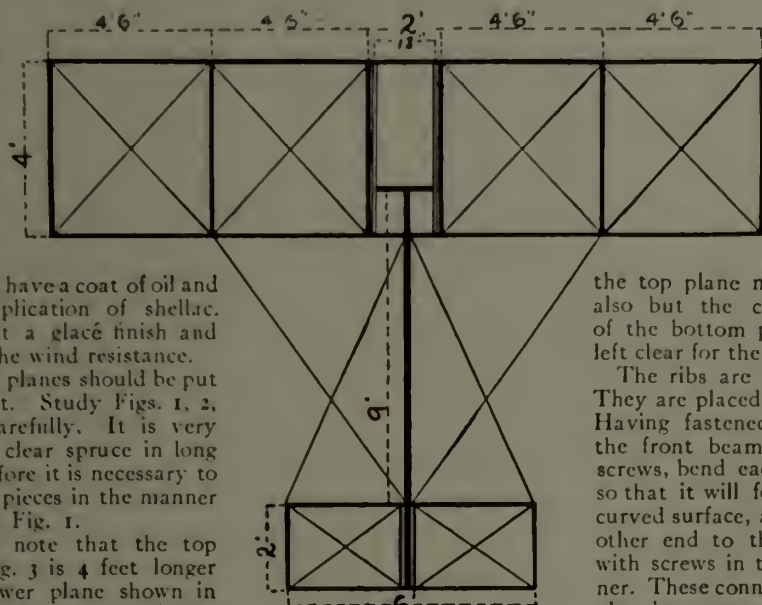 4'6"
4'6"
2'
4'6"
4'6"
18"
4'
have a coat of oil and
plication of shellac.
t a glacé finish and
he wind resistance.
planes should be put
t. Study Figs. 1, 2,
arefully. It is very
clear spruce in long
fore it is necessary to
pieces in the manner
Fig. 1.
note that the top
g. 3 is 4 feet longer
wer plane shown in
9'
2'
6'
the top plane m
also but the c
of the bottom p
left clear for the
The ribs are
They are placed
Having fastened
the front beam
screws, bend eac
so that it will fo
curved surface, a
other end to th
with screws in t
ner. These conn